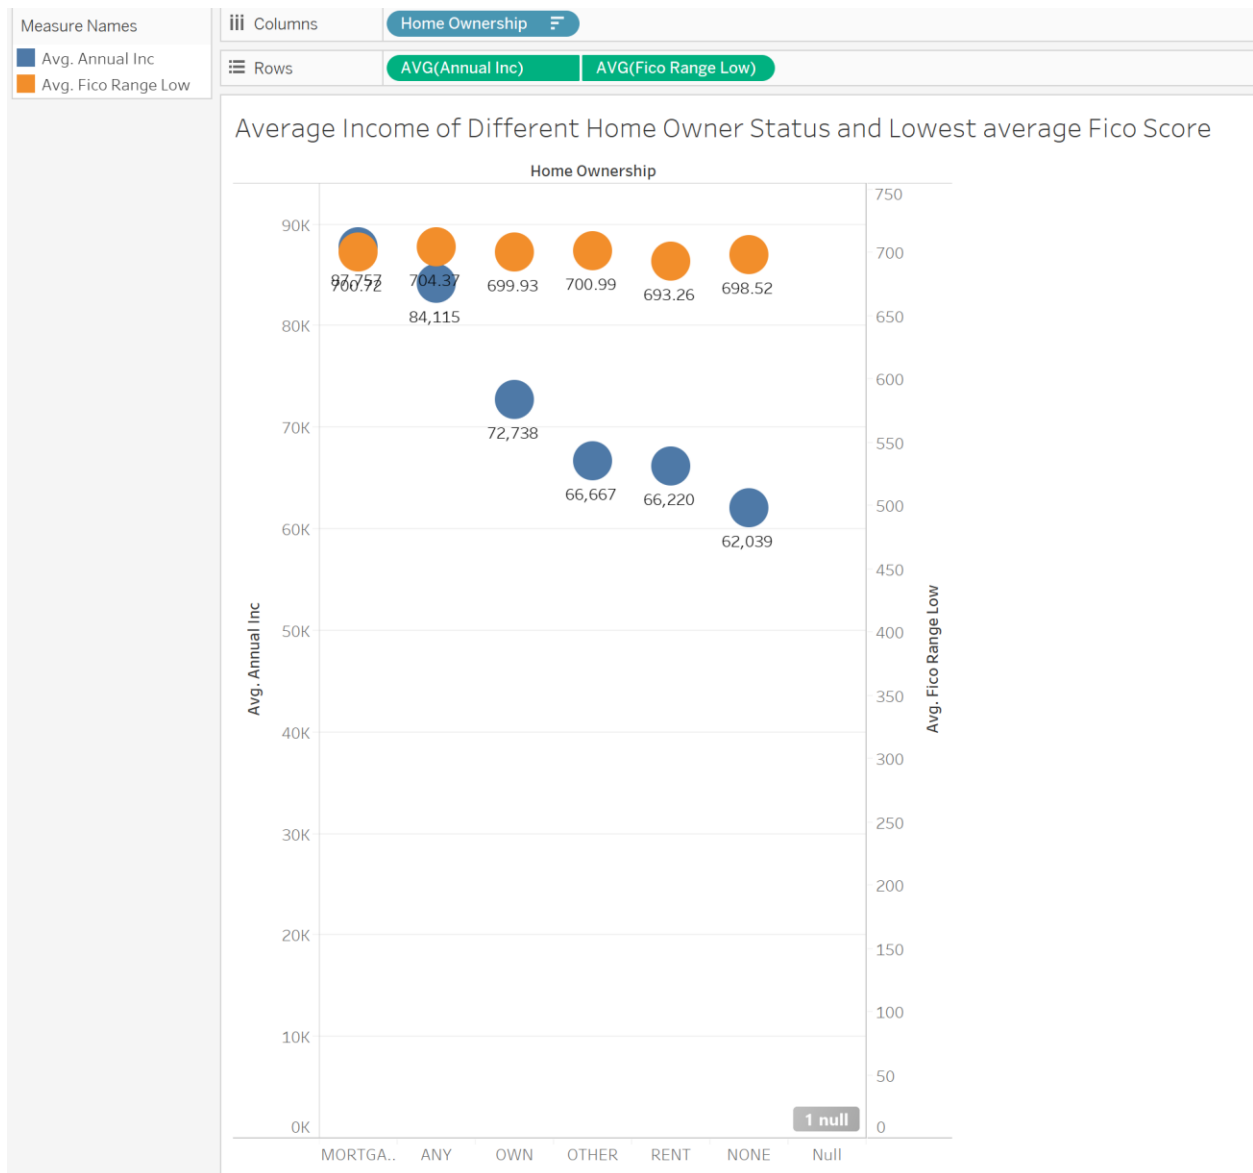 Measure Names
Avg. Annual Inc
Avg. Fico Range Low
Columns
Home Ownership
Rows
AVG(Annual Inc)
AVG(Fico Range Low)
Average Income of Different Home Owner Status and Lowest average Fico Score
Home Ownership
90K
80K
70K
60K
50K
40K
30K
20K
10K
0K
Avg. Annual Inc
87,757
700.72
704.37
84,115
699.93
72,738
700.99
66,667
693.26
66,220
698.52
62,039
1 null
750
700
650
600
550
500
450
400
350
300
250
200
150
100
50
0
Avg. Fico Range Low
MORTGA..
ANY
OWN
OTHER
RENT
NONE
Null